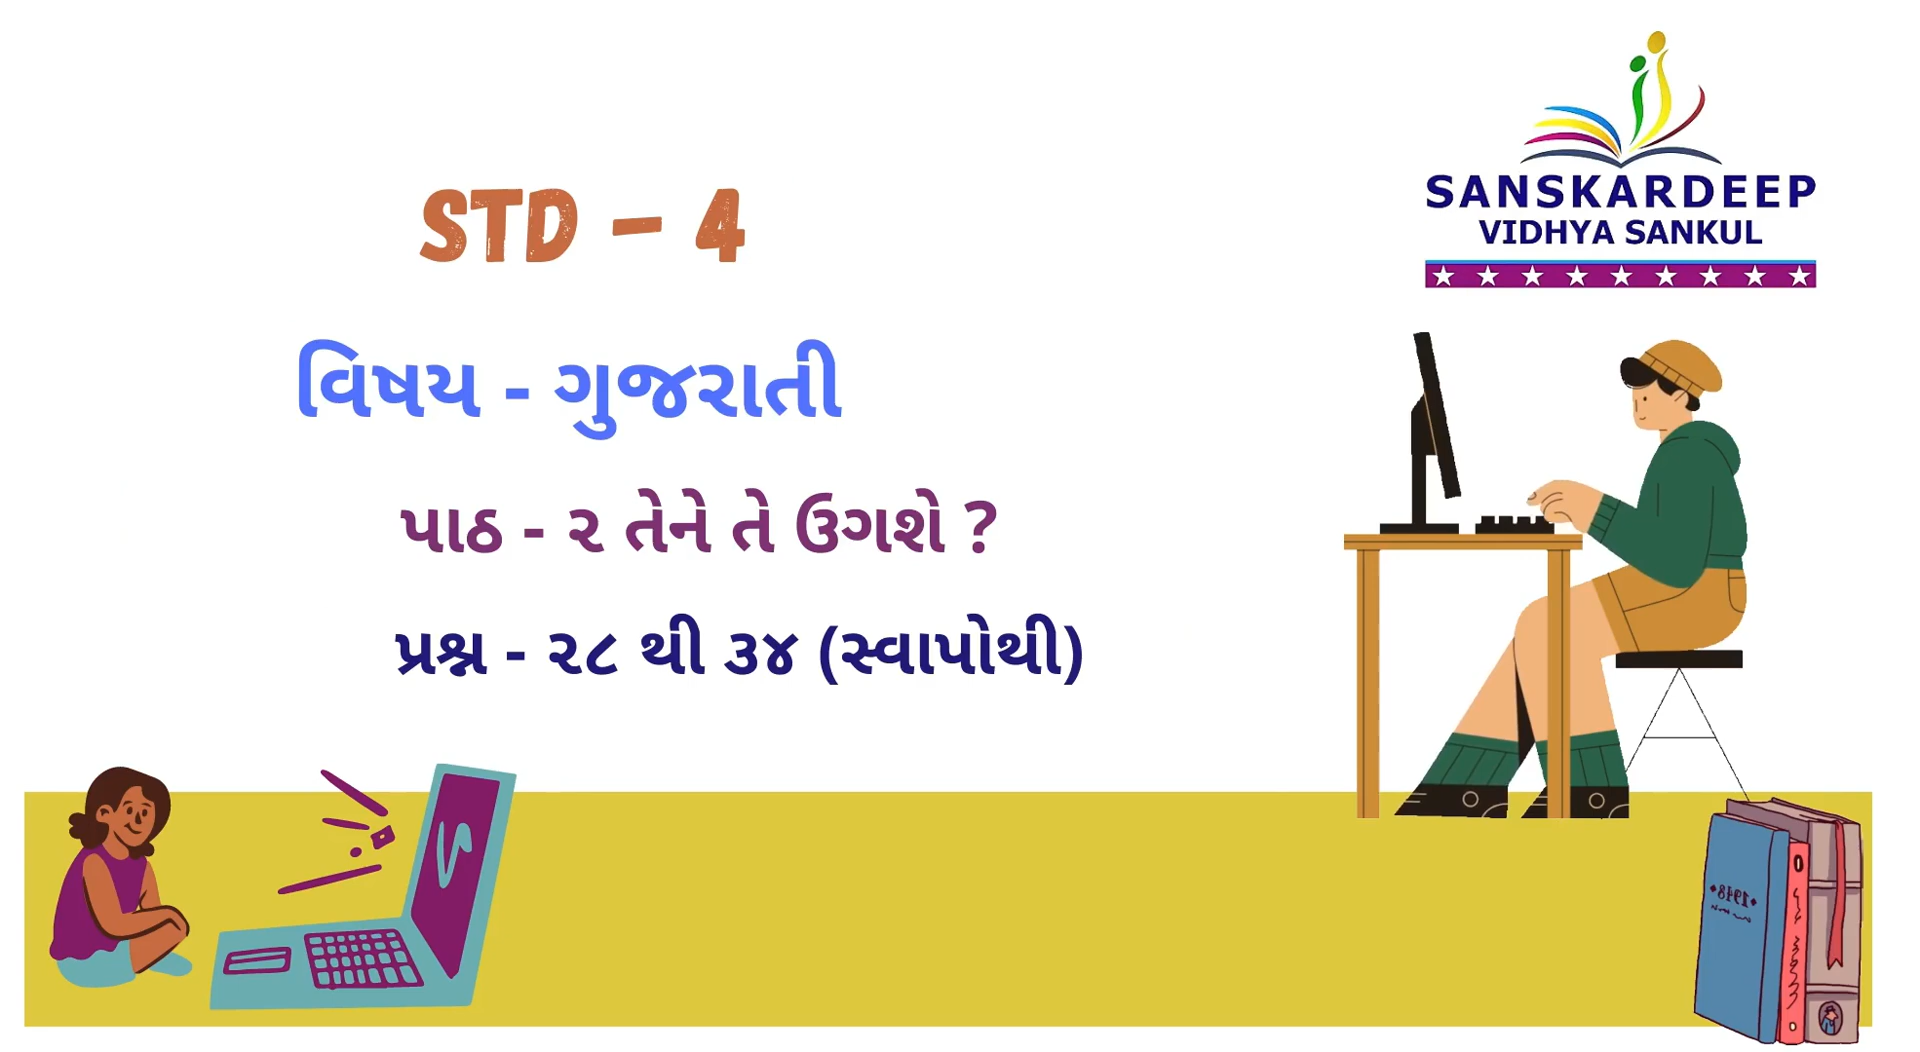 SANSKARDEEP
VIDHYA SANKUL
STD - 4
વિષય - ગુજરાતી
પાઠ - ૨ તેને તે ઉગશે ?
પ્રશ્ન - ૨૮ થી ૩૪ (સ્વાપોથી)